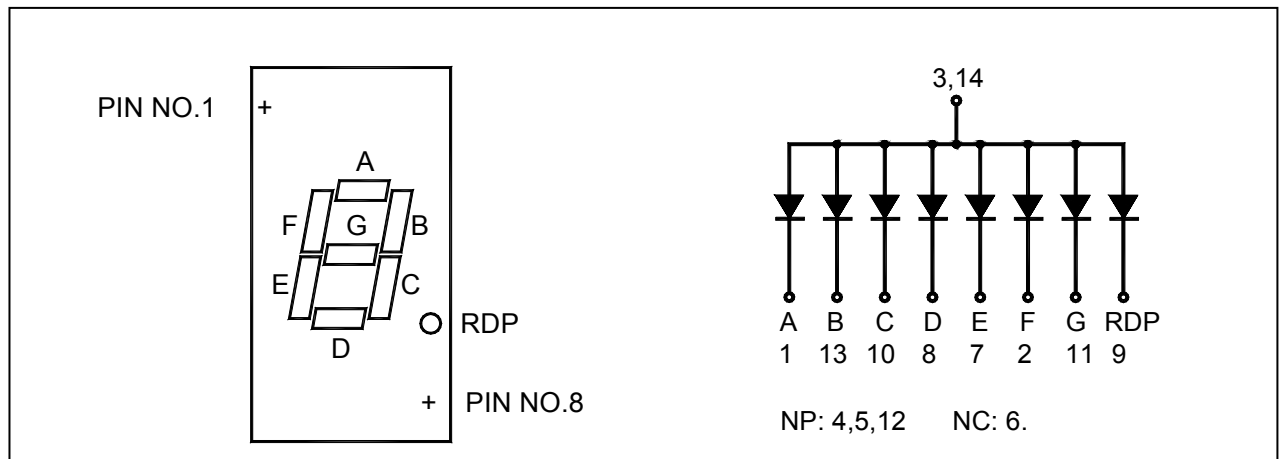 PIN NO.1 +
A
F G B
E C
RDP
D
+ PIN NO.8
3,14
A B C D E F G RDP
1 13 10 8 7 2 11 9
NP: 4,5,12 NC: 6.